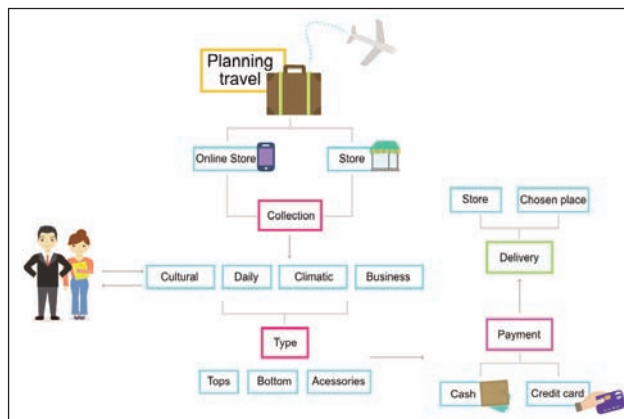 Planning
travel
Online Store
Store
Collection
Cultural
Daily
Climatic
Business
Type
Tops
Bottom
Acessories
Store
Chosen place
Delivery
Payment
Cash
Credit card